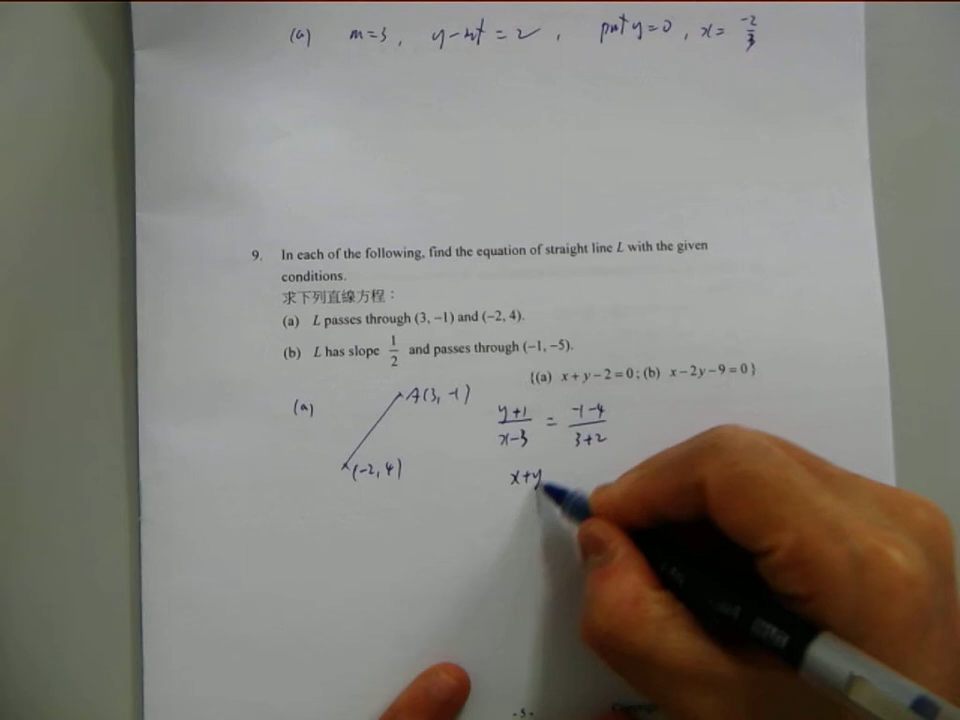 (a) m=3, y-int = 2, put y=0, x= -2/3
9. In each of the following, find the equation of straight line L with the given
conditions.
求下列直線方程：
(a) L passes through (3, −1) and (−2, 4).
(b) L has slope 1/2 and passes through (−1, −5).
{(a) x+y−2=0; (b) x−2y−9=0}
(a) A(3, -1) (y+1)/(x-3) = (-1-4)/(3+2)
(-2, 4) x+y
- 5 -